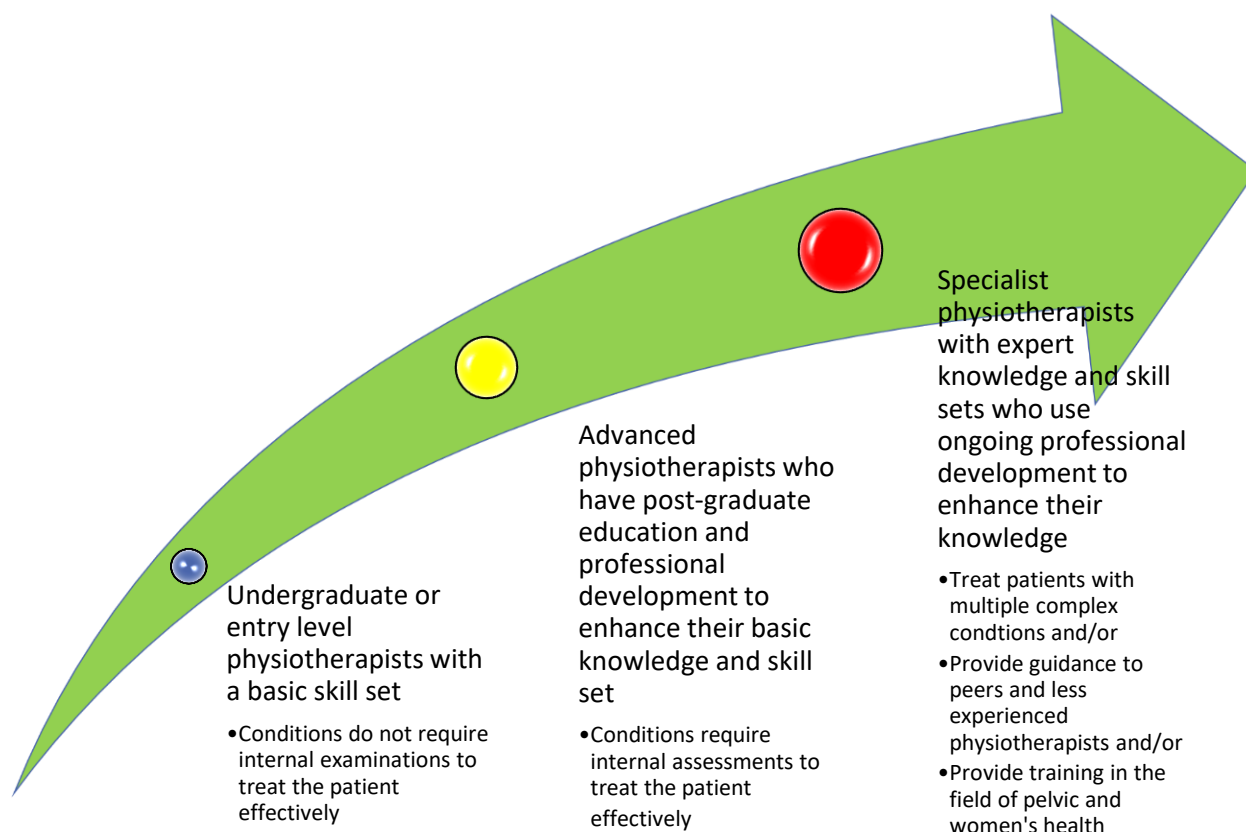 Undergraduate or
entry level
physiotherapists with
a basic skill set
•Conditions do not require
internal examinations to
treat the patient
effectively
Advanced
physiotherapists who
have post-graduate
education and
professional
development to
enhance their basic
knowledge and skill
set
•Conditions require
internal assessments to
treat the patient
effectively
Specialist
physiotherapists
with expert
knowledge and skill
sets who use
ongoing professional
development to
enhance their
knowledge
•Treat patients with
multiple complex
condtions and/or
•Provide guidance to
peers and less
experienced
physiotherapists and/or
•Provide training in the
field of pelvic and
women's health